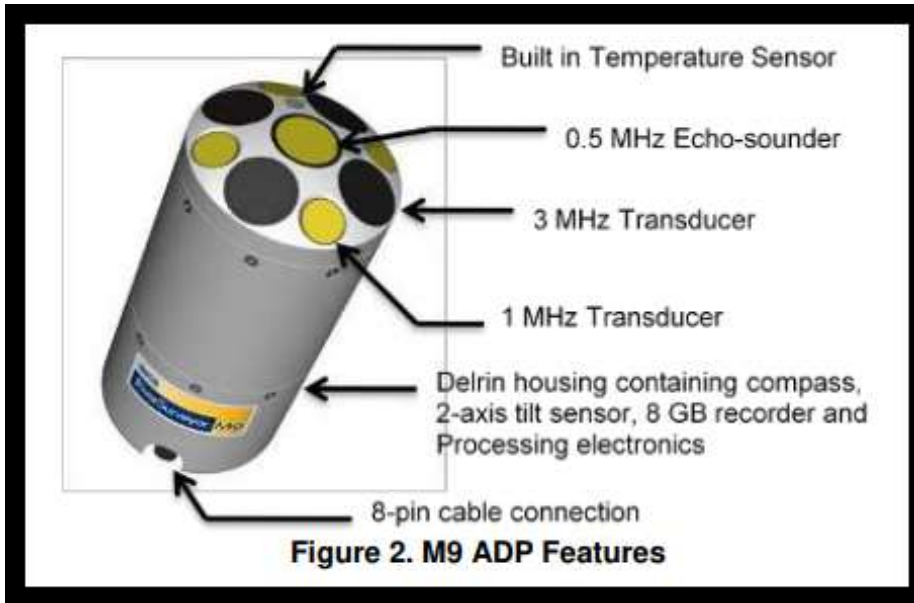 Built in Temperature Sensor
0.5 MHz Echo-sounder
3 MHz Transducer
1 MHz Transducer
Delrin housing containing compass,
2-axis tilt sensor, 8 GB recorder and
Processing electronics
RiverSurveyor M9
8-pin cable connection
Figure 2. M9 ADP Features